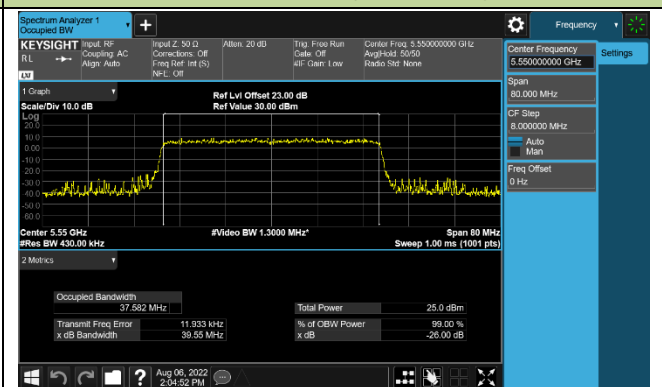 Spectrum Analyzer 1
Occupied BW
+
Frequency
KEYSIGHT
RL
LXI
Input: RF
Coupling: AC
Align: Auto
Input Z: 50 Ω
Corrections: Off
Freq Ref: Int (S)
NFE: Off
Atten: 20 dB
Trig: Free Run
Gate: Off
#IF Gain: Low
Center Freq: 5.550000000 GHz
Avg|Hold: 50/50
Radio Std: None
Center Frequency
5.550000000 GHz
Settings
Span
80.000 MHz
CF Step
8.000000 MHz
Auto
Man
Freq Offset
0 Hz
1 Graph
Scale/Div 10.0 dB
Ref Lvl Offset 23.00 dB
Ref Value 30.00 dBm
Log
20.0
10.0
0.00
-10.0
-20.0
-30.0
-40.0
-50.0
-60.0
Center 5.55 GHz
#Res BW 430.00 kHz
#Video BW 1.3000 MHz*
Span 80 MHz
Sweep 1.00 ms (1001 pts)
2 Metrics
Occupied Bandwidth
37.582 MHz
Total Power 25.0 dBm
Transmit Freq Error 11.933 kHz
% of OBW Power 99.00 %
x dB Bandwidth 39.55 MHz
x dB -26.00 dB
?
Aug 06, 2022
2:04:52 PM